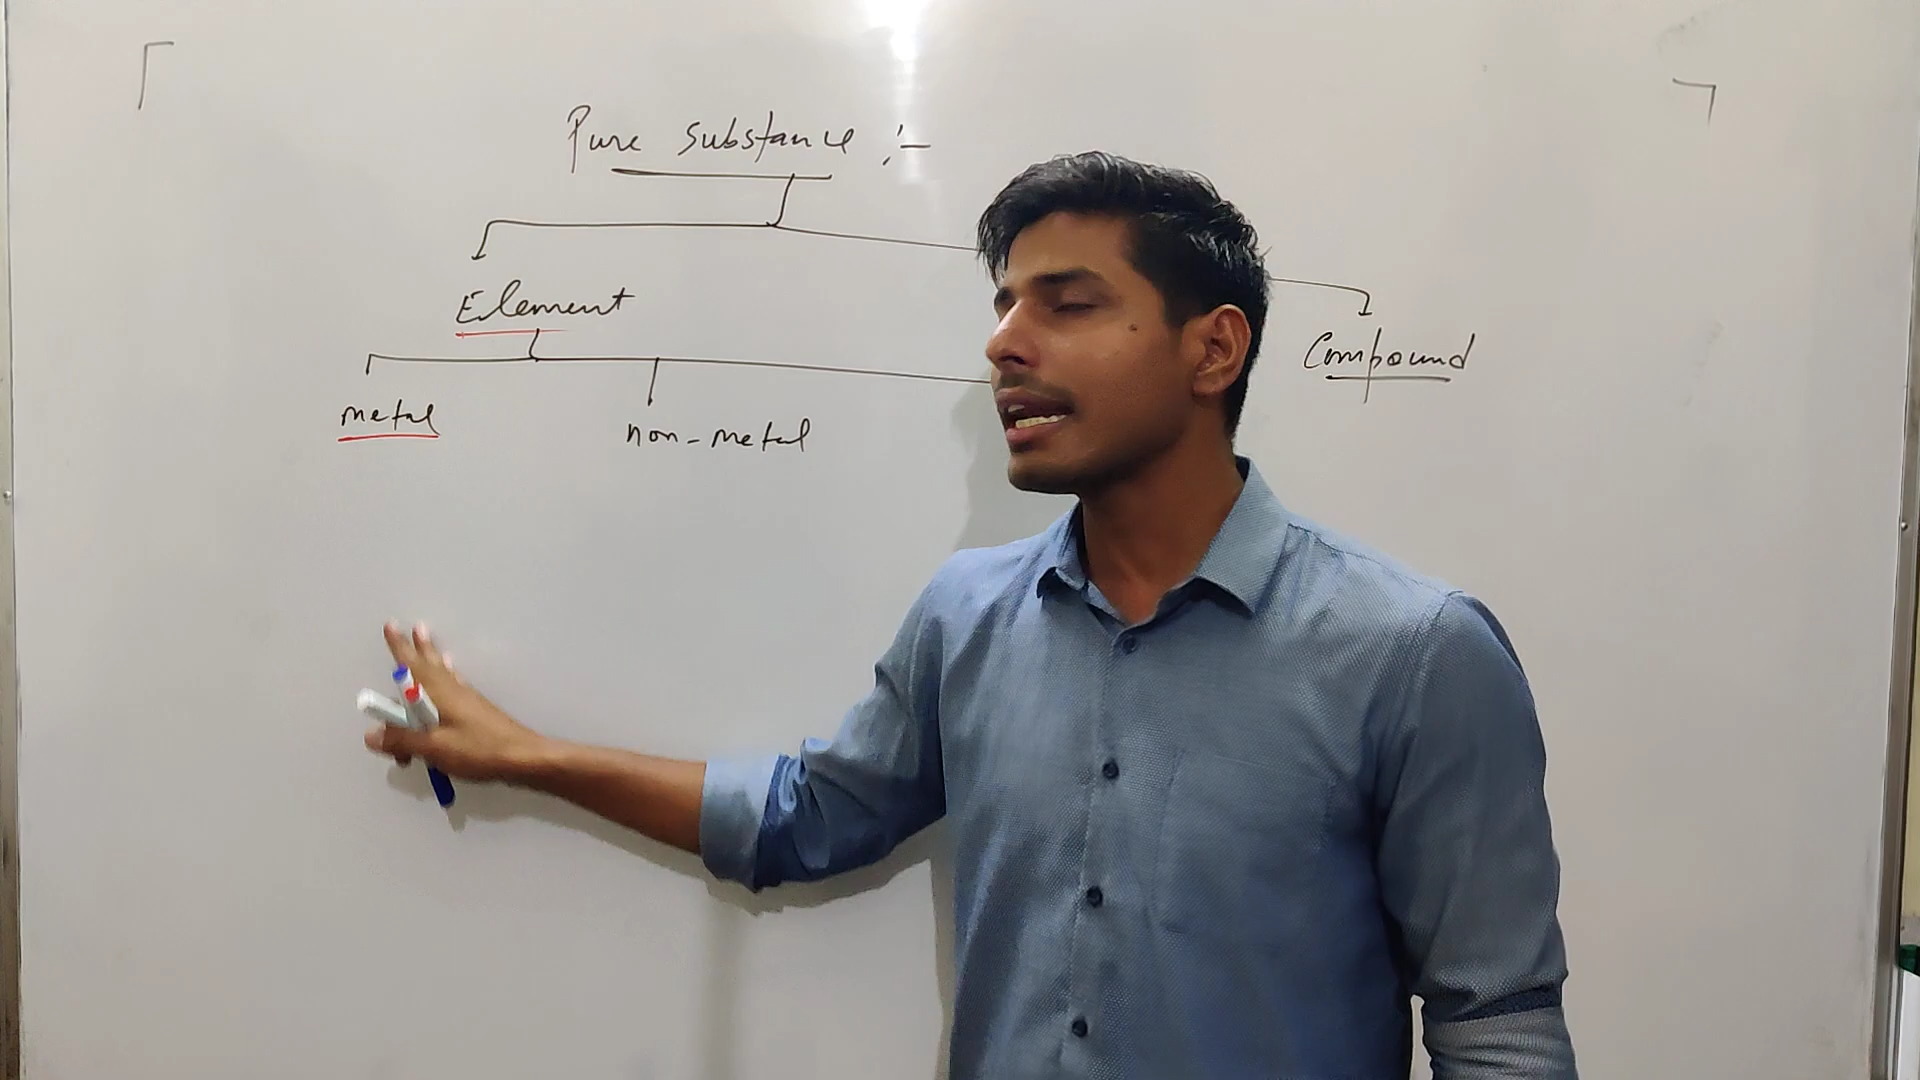 Pure Substance :-
Element
Compound
metal
non-metal